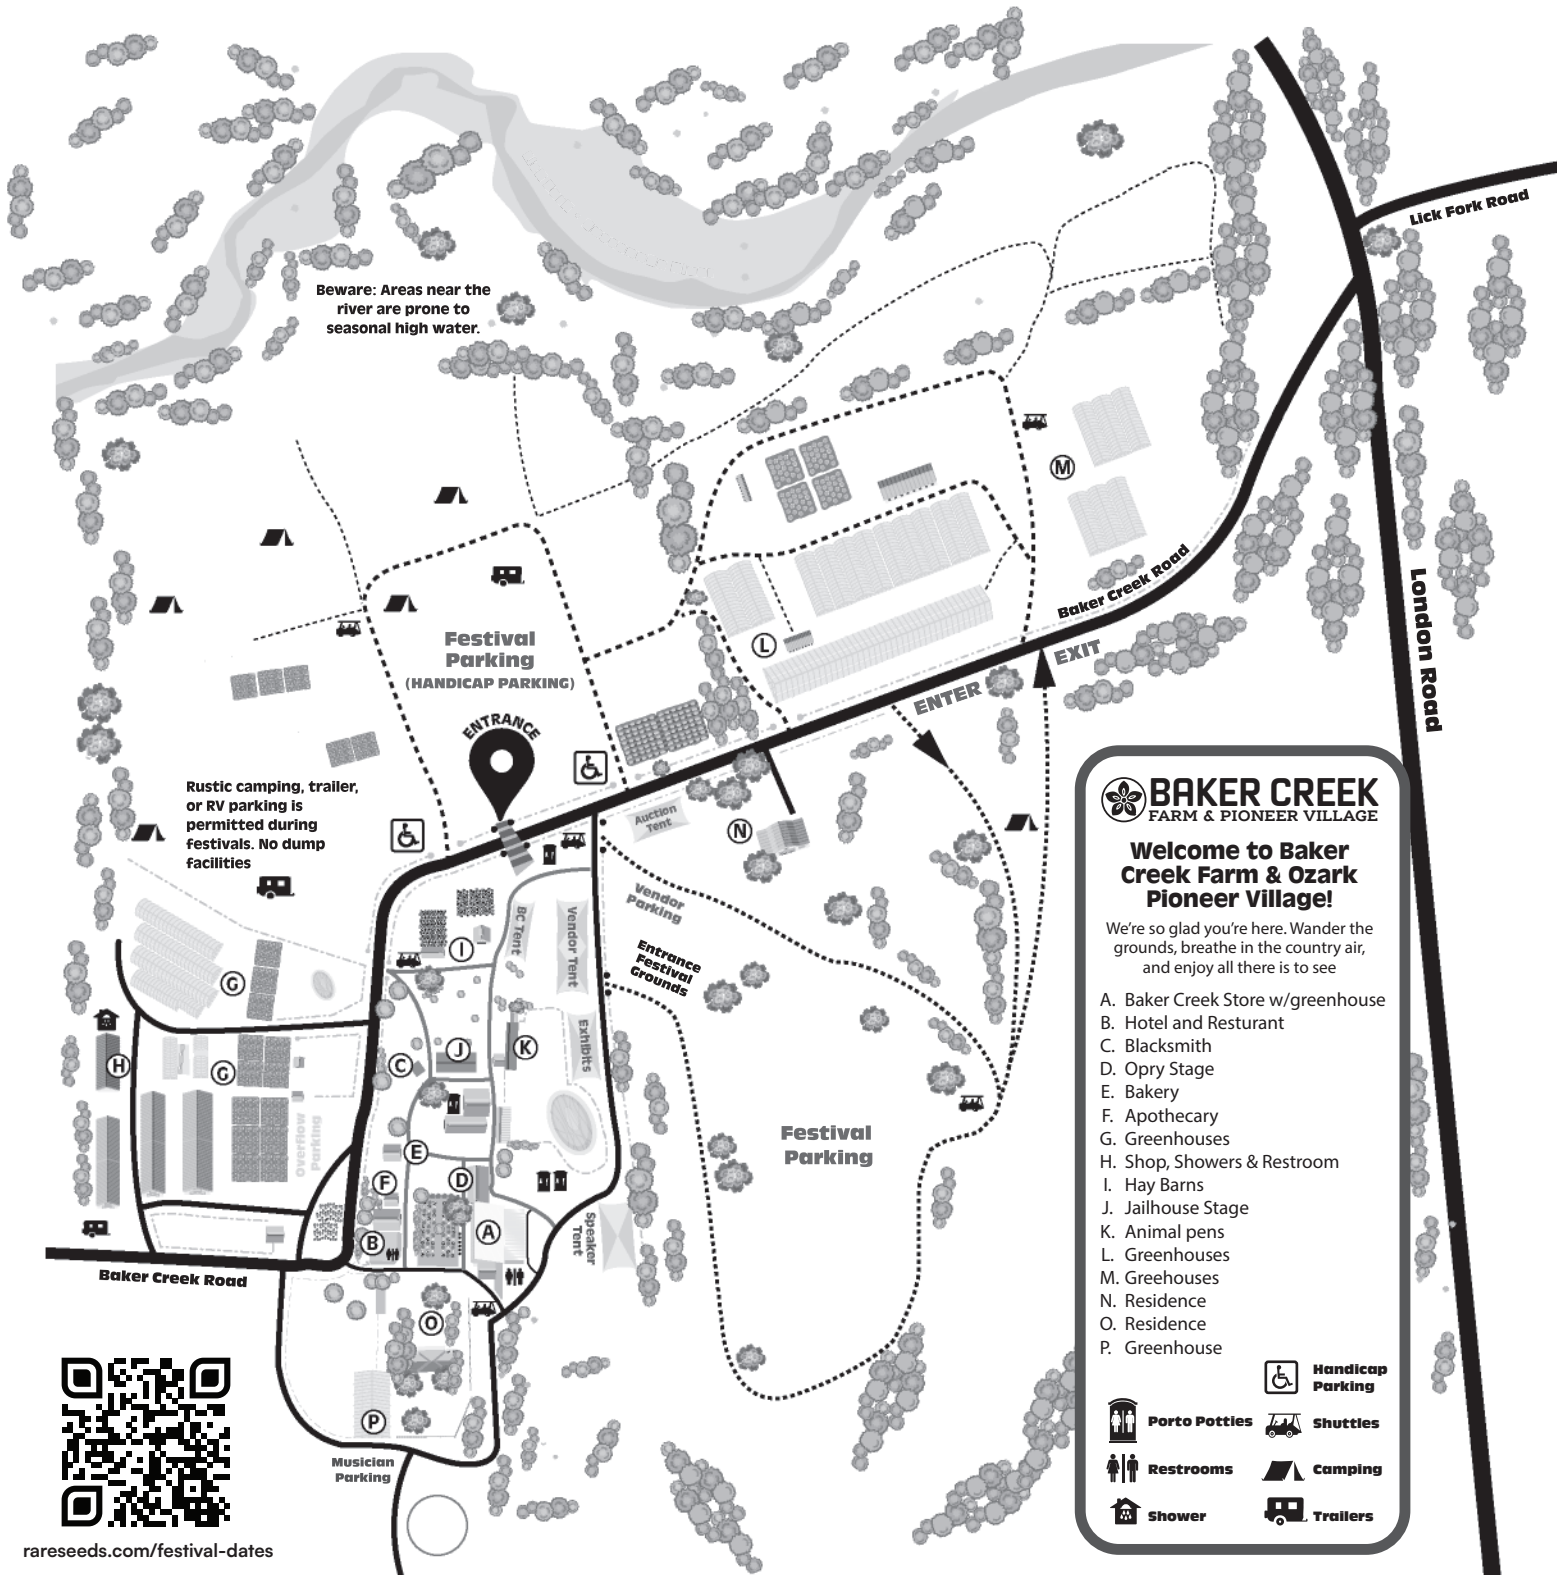 Lick Fork Road
Beware: Areas near the
river are prone to
seasonal high water.
M
Baker Creek Road
London Road
L
Festival
Parking
(HANDICAP PARKING)
EXIT
ENTER
ENTRANCE
Rustic camping, trailer,
or RV parking is
permitted during
festivals. No dump
facilities
Auction
Tent
N
Vendor
Parking
BC Tent
Vendor Tent
I
Entrance
Festival
Grounds
G
Exhibits
H
G
C
J
K
Overflow
Parking
E
Festival
Parking
F
D
B
A
Speaker
Tent
Baker Creek Road
O
P
Musician
Parking
rareseeds.com/festival-dates
BAKER CREEK
FARM & PIONEER VILLAGE
Welcome to Baker
Creek Farm & Ozark
Pioneer Village!
We're so glad you're here. Wander the
grounds, breathe in the country air,
and enjoy all there is to see
A. Baker Creek Store w/greenhouse
B. Hotel and Resturant
C. Blacksmith
D. Opry Stage
E. Bakery
F. Apothecary
G. Greenhouses
H. Shop, Showers & Restroom
I. Hay Barns
J. Jailhouse Stage
K. Animal pens
L. Greenhouses
M. Greehouses
N. Residence
O. Residence
P. Greenhouse
Handicap
Parking
Porto Potties
Shuttles
Restrooms
Camping
Shower
Trailers